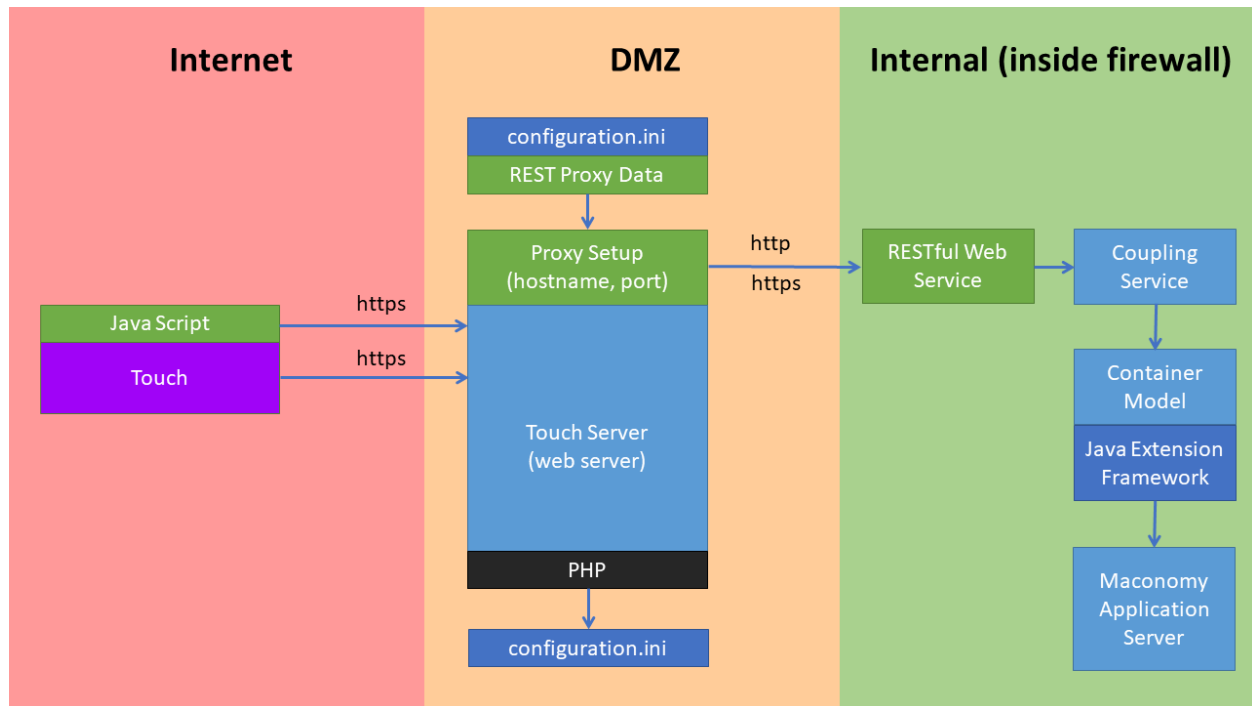 Internet
DMZ
Internal (inside firewall)
configuration.ini
REST Proxy Data
Proxy Setup
(hostname, port)
http
https
RESTful Web
Service
Coupling
Service
Java Script
https
Touch
https
Touch Server
(web server)
Container
Model
Java Extension
Framework
PHP
configuration.ini
Maconomy
Application
Server